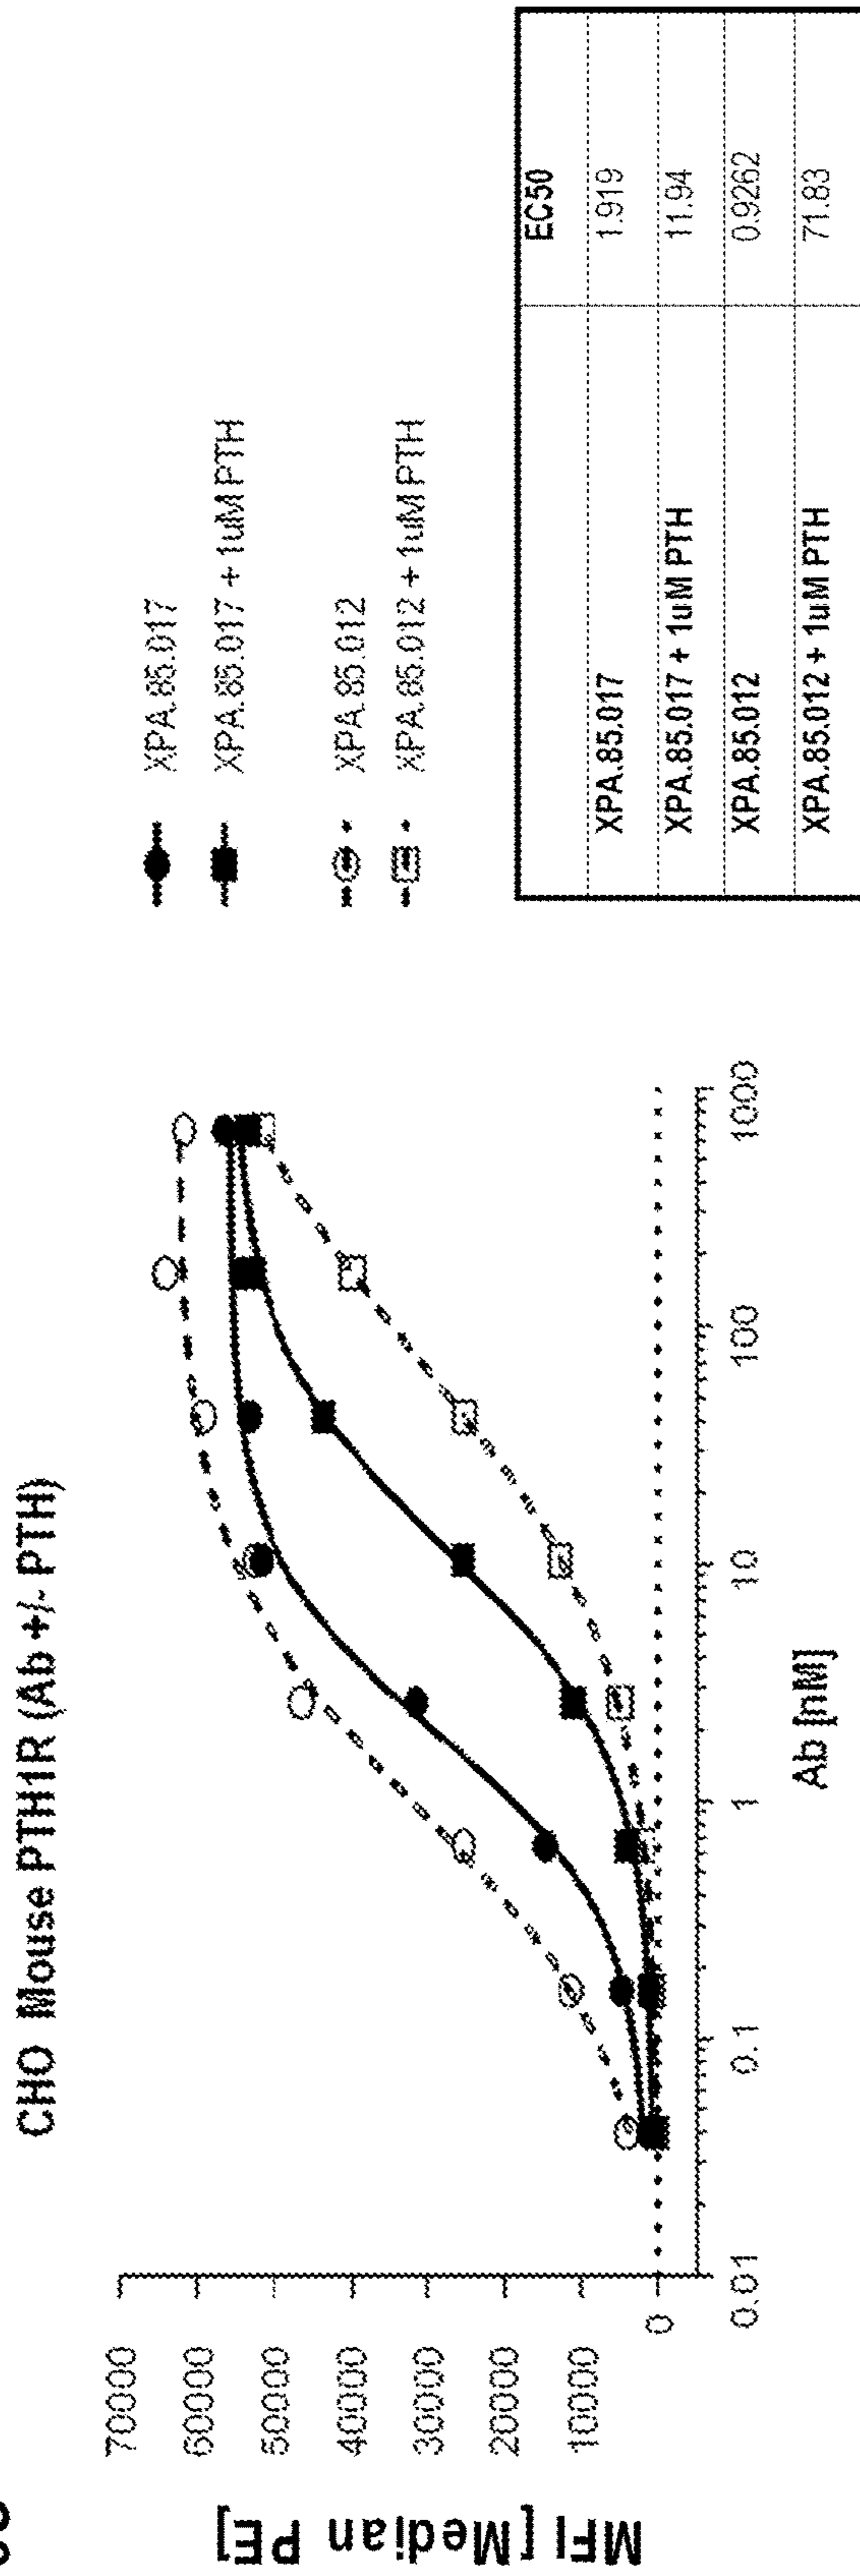 CHO Mouse PTH1R (Ab +/- PTH)
MFI [Median PE]
70000
60000
50000
40000
30000
20000
10000
0
0.01
0.1
1
10
100
1000
Ab [nM]
XPA.85.017
XPA.85.017 + 1uM PTH
XPA.85.012
XPA.85.012 + 1uM PTH
EC50
XPA.85.017 1.919
XPA.85.017 + 1uM PTH 11.94
XPA.85.012 0.9262
XPA.85.012 + 1uM PTH 71.83